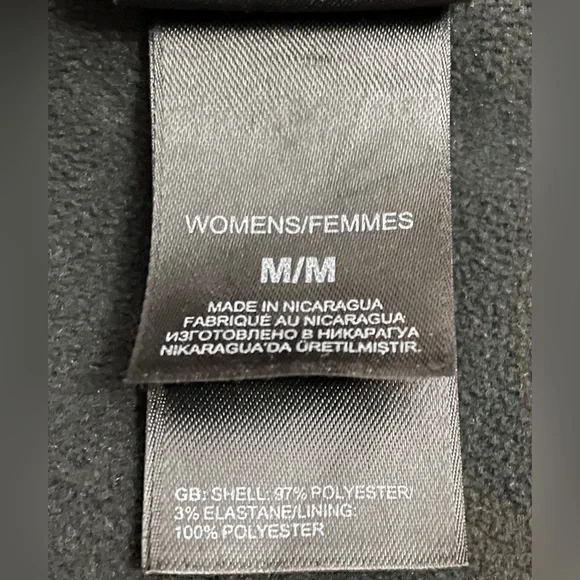 WOMENS/FEMMES
M/M
MADE IN NICARAGUA
FABRIQUÉ AU NICARAGUA
ИЗГОТОВЛЕНО В НИКАРАГУА
NIKARAGUA'DA ÜRETILMIŞTIR.
GB: SHELL: 97% POLYESTER/
3% ELASTANE/LINING:
100% POLYESTER